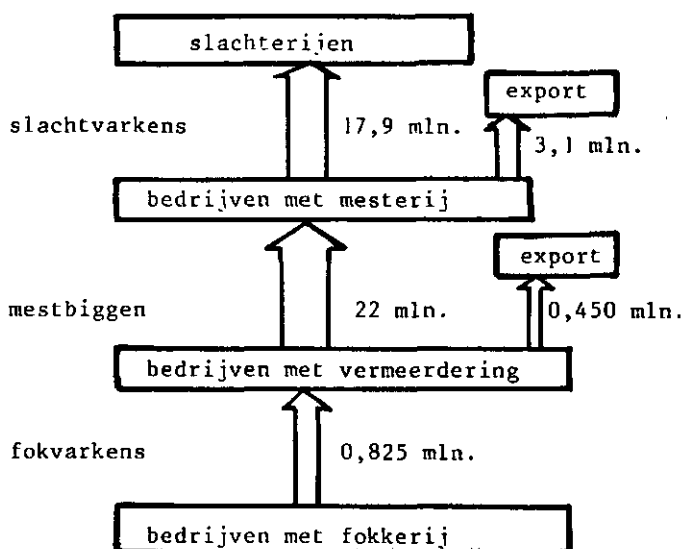 slachterijen
export
slachtvarkens 17,9 mln. 3,1 mln.
bedrijven met mesterij
export
mestbiggen 22 mln. 0,450 mln.
bedrijven met vermeerdering
fokvarkens 0,825 mln.
bedrijven met fokkerij